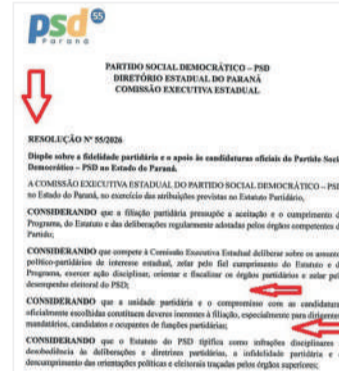 psd 55
Paraná
PARTIDO SOCIAL DEMOCRÁTICO – PSD
DIRETÓRIO ESTADUAL DO PARANÁ
COMISSÃO EXECUTIVA ESTADUAL
RESOLUÇÃO Nº 55/2026
Dispõe sobre a fidelidade partidária e o apoio às candidaturas oficiais do Partido Soci
Democrático – PSD no Estado do Paraná.
A COMISSÃO EXECUTIVA ESTADUAL DO PARTIDO SOCIAL DEMOCRÁTICO – PSD
no Estado do Paraná, no exercício das atribuições previstas no Estatuto Partidário,
CONSIDERANDO que a filiação partidária pressupõe a aceitação e o cumprimento d
Programa, do Estatuto e das deliberações regularmente adotadas pelos órgãos competentes d
Partido;
CONSIDERANDO que compete à Comissão Executiva Estadual deliberar sobre os assunto
político-partidários de interesse estadual, zelar pelo fiel cumprimento do Estatuto e d
Programa, exercer ação disciplinar, orientar e fiscalizar os órgãos partidários e zelar pel
desempenho eleitoral do PSD;
CONSIDERANDO que a unidade partidária e o compromisso com as candidatura
oficialmente escolhidas constituem deveres inerentes à filiação, especialmente para dirigentes
mandatários, candidatos e ocupantes de funções partidárias;
CONSIDERANDO que o Estatuto do PSD tipifica como infrações disciplinares
desobediência às deliberações e diretrizes partidárias, a infidelidade partidária e
descumprimento das orientações políticas e eleitorais traçadas pelos órgãos superiores;